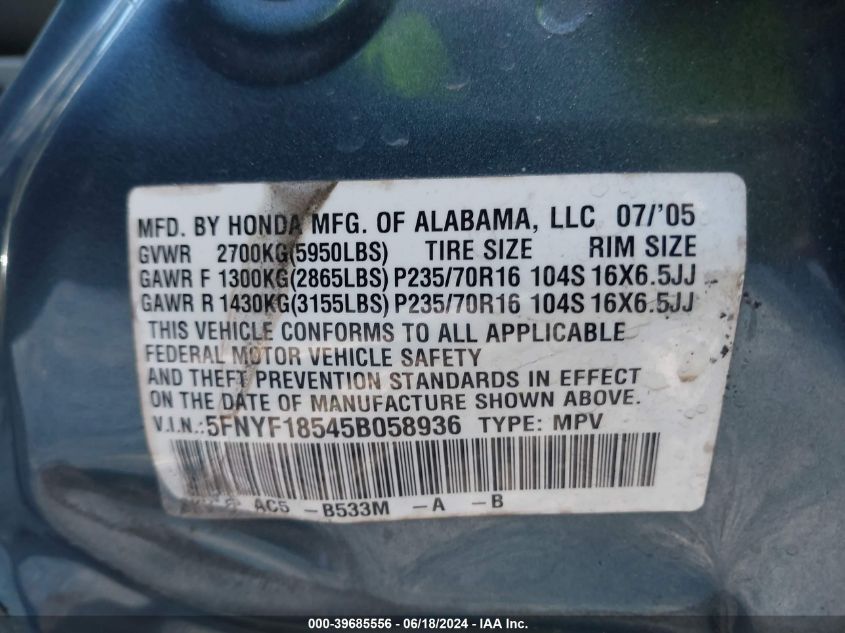 MFD. BY HONDA MFG. OF ALABAMA, LLC 07/'05
GVWR 2700KG(5950LBS) TIRE SIZE RIM SIZE
GAWR F 1300KG(2865LBS) P235/70R16 104S 16X6.5JJ
GAWR R 1430KG(3155LBS) P235/70R16 104S 16X6.5JJ
THIS VEHICLE CONFORMS TO ALL APPLICABLE
FEDERAL MOTOR VEHICLE SAFETY
AND THEFT PREVENTION STANDARDS IN EFFECT
ON THE DATE OF MANUFACTURE SHOWN ABOVE.
V.I.N.:5FNYF18545B058936 TYPE: MPV
AC5 -B533M -A -B
000-39685556 - 06/18/2024 - IAA Inc.